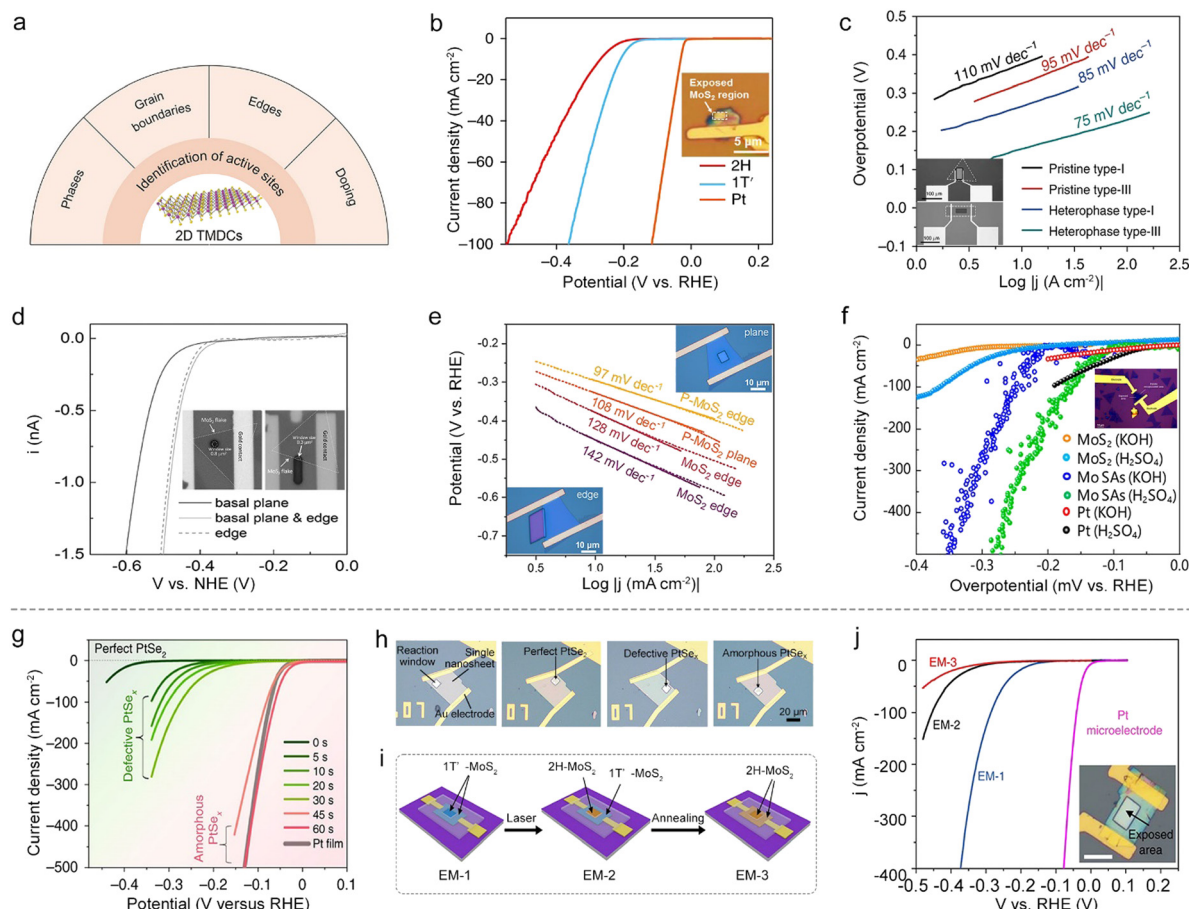 a
Phases
Grain
boundaries
Edges
Doping
Identification of active sites
2D TMDCs
b
Current density (mA cm⁻²)
0
−20
−40
−60
−80
−100
Exposed
MoS₂ region
5 μm
2H
1T′
Pt
−0.4
−0.2
0.0
0.2
Potential (V vs. RHE)
c
Overpotential (V)
0.5
0.4
0.3
0.2
0.1
0.0
−0.1
110 mV dec⁻¹
95 mV dec⁻¹
85 mV dec⁻¹
75 mV dec⁻¹
Pristine type-I
Pristine type-III
Heterophase type-I
Heterophase type-III
0.0
0.5
1.0
1.5
2.0
2.5
Log |j (A cm⁻²)|
d
i (nA)
0.0
−0.5
−1.0
−1.5
MoS₂ flake
Gold contact
MoS₂ flake
Gold contact
basal plane
basal plane & edge
edge
−0.6
−0.4
−0.2
0.0
V vs. NHE (V)
e
Potential (V vs. RHE)
−0.1
−0.2
−0.3
−0.4
−0.5
−0.6
−0.7
plane
10 μm
97 mV dec⁻¹
P-MoS₂ edge
108 mV dec⁻¹
P-MoS₂ plane
128 mV dec⁻¹
MoS₂ edge
142 mV dec⁻¹
MoS₂ edge
edge
10 μm
0.5
1.0
1.5
2.0
2.5
Log |j (mA cm⁻²)|
f
Current density (mA cm⁻²)
0
−100
−200
−300
−400
MoS₂ (KOH)
MoS₂ (H₂SO₄)
Mo SAs (KOH)
Mo SAs (H₂SO₄)
Pt (KOH)
Pt (H₂SO₄)
−0.4
−0.3
−0.2
−0.1
0.0
Overpotential (mV vs. RHE)
g
Current density (mA cm⁻²)
0
−100
−200
−300
−400
−500
Perfect PtSe₂
Defective PtSeₓ
Amorphous
PtSeₓ
0 s
5 s
10 s
20 s
30 s
45 s
60 s
Pt film
−0.4
−0.3
−0.2
−0.1
0.0
0.1
Potential (V versus RHE)
h
Reaction
window
Single
nanosheet
Au electrode
Perfect PtSe₂
Defective PtSeₓ
Amorphous PtSeₓ
20 μm
i
1T′ -MoS₂
2H-MoS₂
1T′ -MoS₂
2H-MoS₂
Laser
Annealing
EM-1
EM-2
EM-3
j
j (mA cm⁻²)
0
-100
-200
-300
-400
EM-3
EM-2
EM-1
Pt
microelectrode
Exposed
area
-0.5
-0.4
-0.3
-0.2
-0.1
0.0
0.1
0.2
V vs. RHE (V)